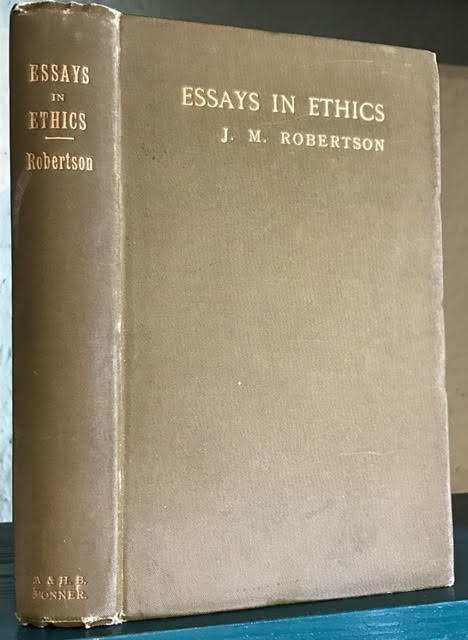 ESSAYS
IN
ETHICS
Robertson
A & H. B.
BONNER.
ESSAYS IN ETHICS
J. M. ROBERTSON